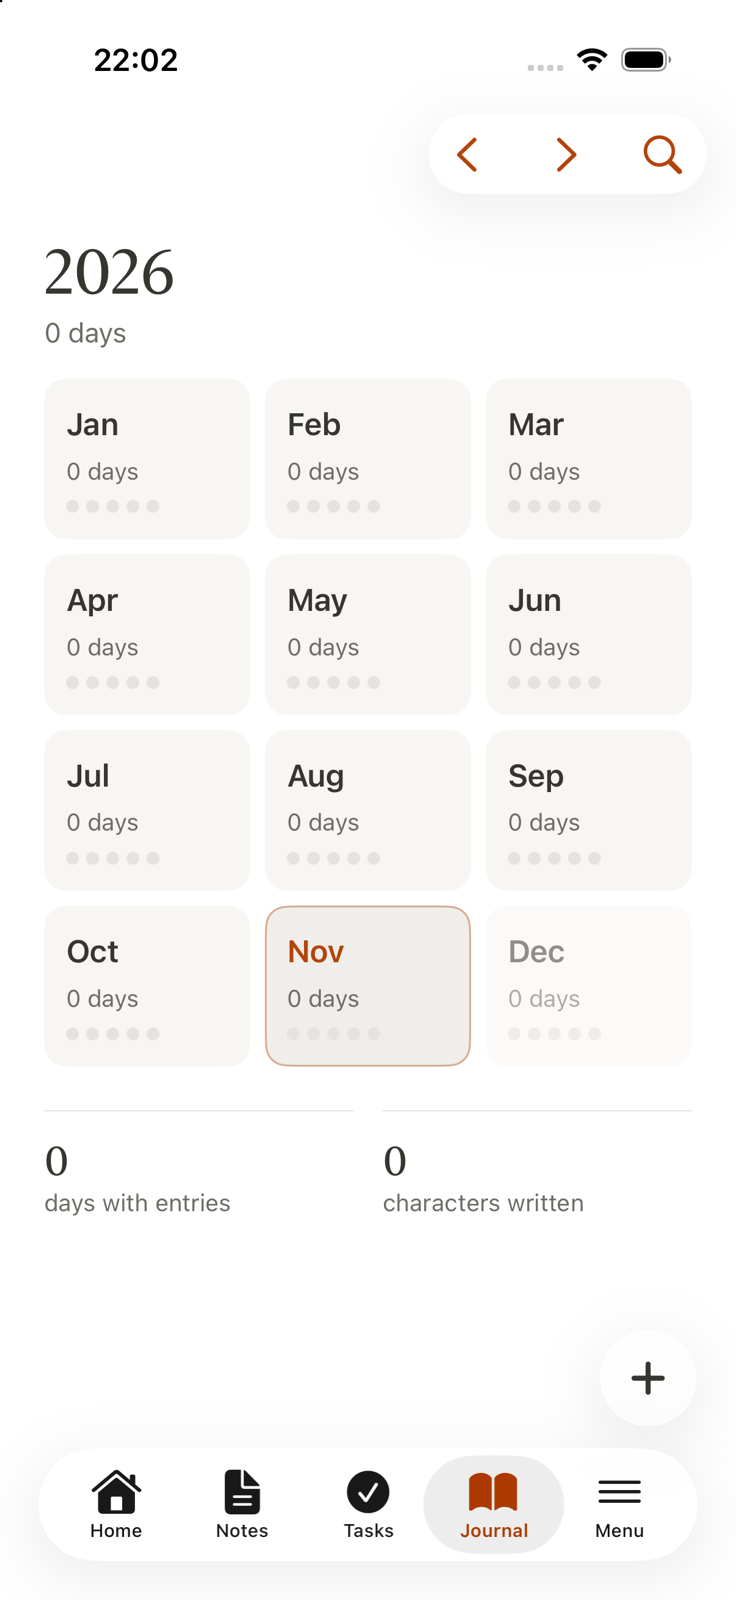 22:02
2026
0 days
Jan
0 days
Feb
0 days
Mar
0 days
Apr
0 days
May
0 days
Jun
0 days
Jul
0 days
Aug
0 days
Sep
0 days
Oct
0 days
Nov
0 days
Dec
0 days
0
days with entries
0
characters written
Home
Notes
Tasks
Journal
Menu